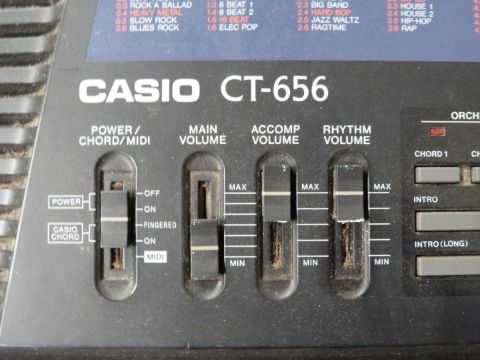 0.3 ROCK'A BALLAD
0.4 HEAVY METAL
0.5 SLOW ROCK
0.6 BLUES ROCK
1.3 8 BEAT 1
1.4 8 BEAT 2
1.5 16 BEAT
1.6 ELEC POP
2.3 BIG BAND
2.4 HARD BOP
2.5 JAZZ WALTZ
2.6 RAGTIME
3.3 HOUSE 1
3.4 HOUSE 2
3.5 HIP-HOP
3.6 RAP
CASIO CT-656
POWER/
CHORD/MIDI
MAIN
VOLUME
ACCOMP
VOLUME
RHYTHM
VOLUME
POWER
CASIO
CHORD
OFF
ON
FINGERED
ON
MIDI
MAX
MIN
MAX
MIN
CHORD 1
INTRO
INTRO (LONG)